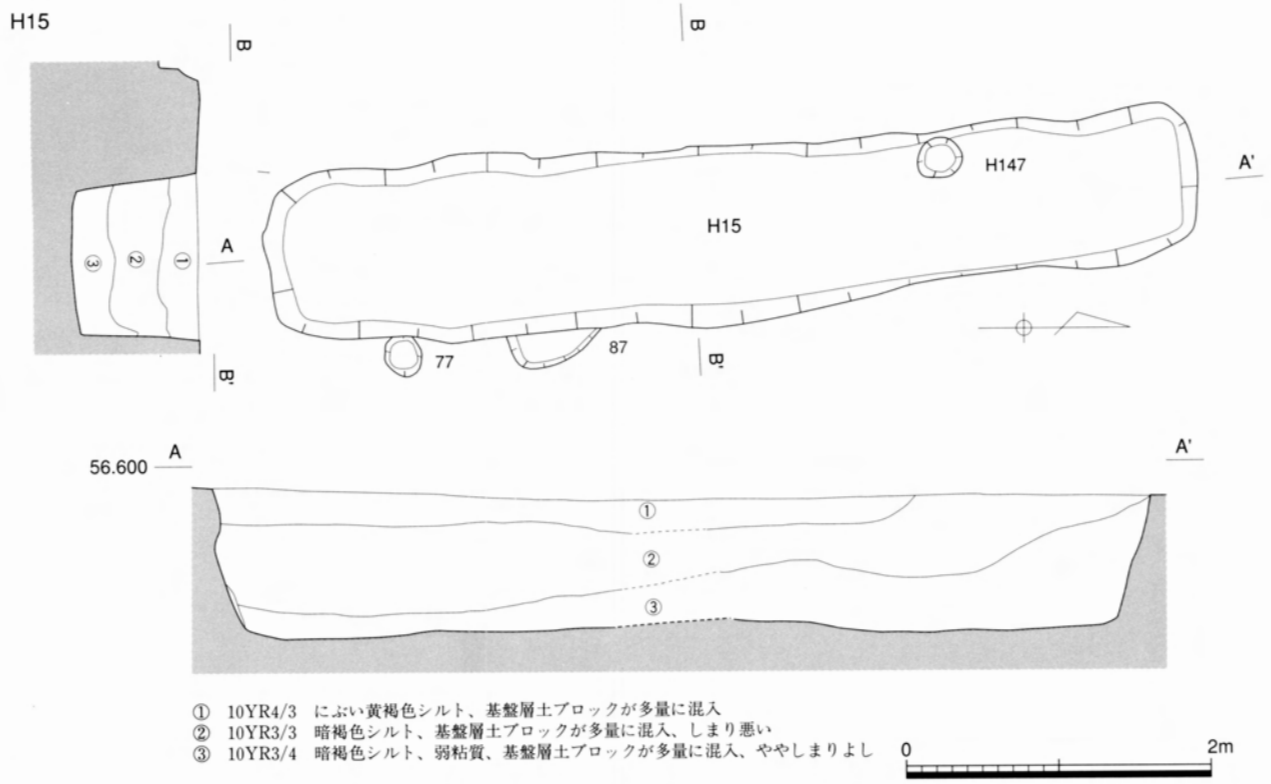 H15
B
B
③
②
①
A
H147
A'
H15
77
87
B'
B'
56.600
A
A'
①
②
③
① 10YR4/3 にぶい黄褐色シルト、基盤層土ブロックが多量に混入
② 10YR3/3 暗褐色シルト、基盤層土ブロックが多量に混入、しまり悪い
③ 10YR3/4 暗褐色シルト、弱粘質、基盤層土ブロックが多量に混入、ややしまりよし
0 2m